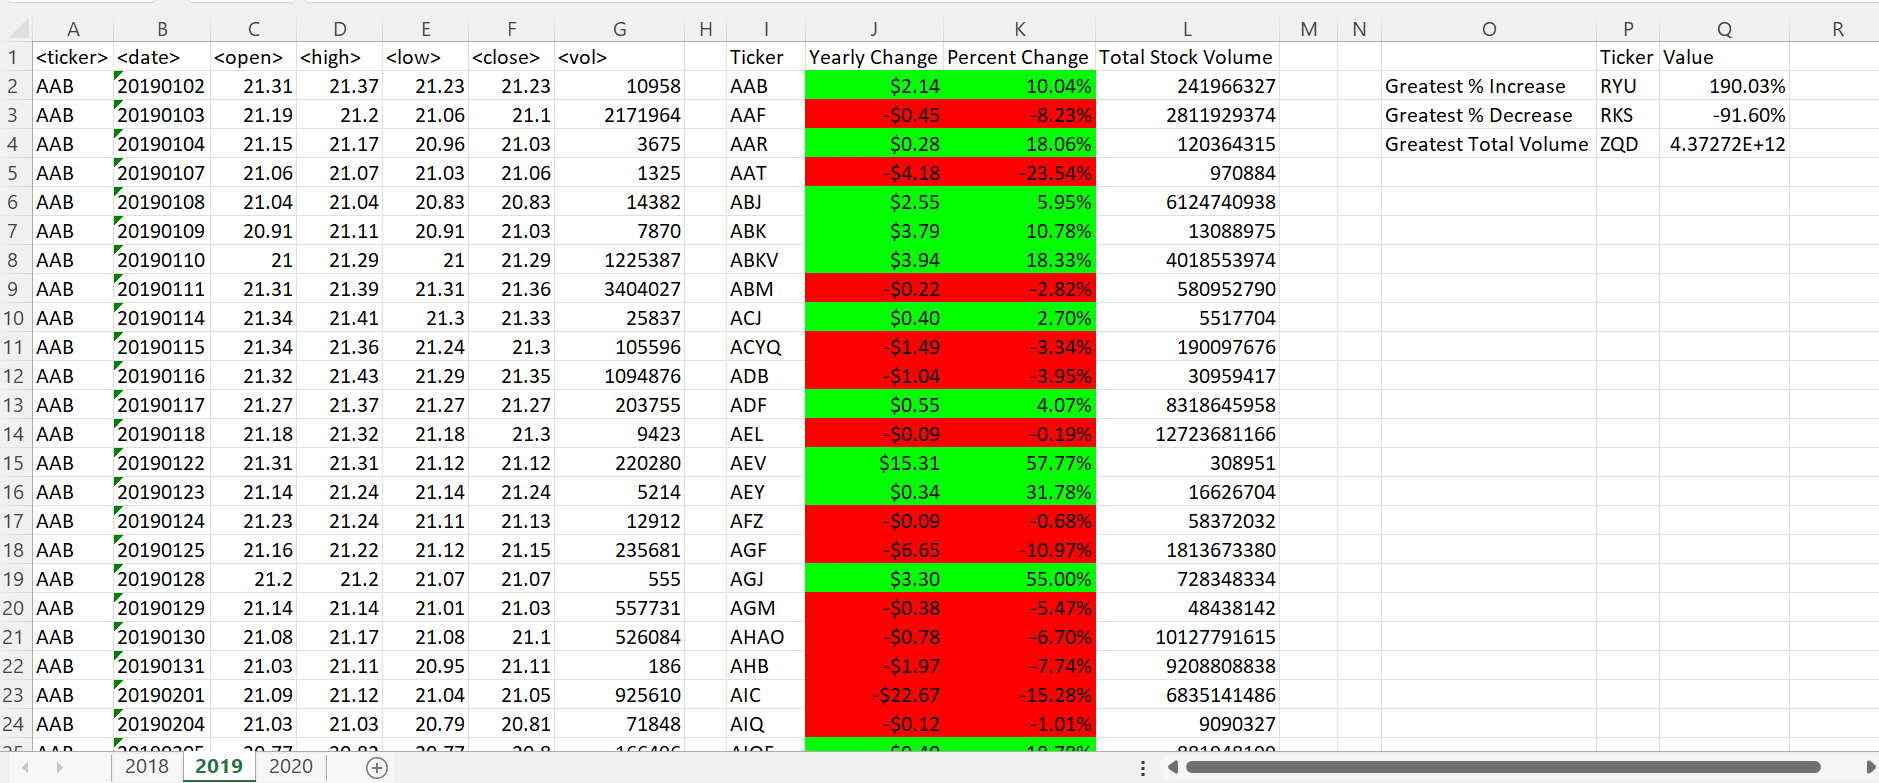 A B C D E F G H I J K L M N O P Q R
1 <ticker> <date> <open> <high> <low> <close> <vol> Ticker Yearly Change Percent Change Total Stock Volume Ticker Value
2 AAB 20190102 21.31 21.37 21.23 21.23 10958 AAB $2.14 10.04% 241966327 Greatest % Increase RYU 190.03%
3 AAB 20190103 21.19 21.2 21.06 21.1 2171964 AAF -$0.45 -8.23% 2811929374 Greatest % Decrease RKS -91.60%
4 AAB 20190104 21.15 21.17 20.96 21.03 3675 AAR $0.28 18.06% 120364315 Greatest Total Volume ZQD 4.37272E+12
5 AAB 20190107 21.06 21.07 21.03 21.06 1325 AAT -$4.18 -23.54% 970884
6 AAB 20190108 21.04 21.04 20.83 20.83 14382 ABJ $2.55 5.95% 6124740938
7 AAB 20190109 20.91 21.11 20.91 21.03 7870 ABK $3.79 10.78% 13088975
8 AAB 20190110 21 21.29 21 21.29 1225387 ABKV $3.94 18.33% 4018553974
9 AAB 20190111 21.31 21.39 21.31 21.36 3404027 ABM -$0.22 -2.82% 580952790
10 AAB 20190114 21.34 21.41 21.3 21.33 25837 ACJ $0.40 2.70% 5517704
11 AAB 20190115 21.34 21.36 21.24 21.3 105596 ACYQ -$1.49 -3.34% 190097676
12 AAB 20190116 21.32 21.43 21.29 21.35 1094876 ADB -$1.04 -3.95% 30959417
13 AAB 20190117 21.27 21.37 21.27 21.27 203755 ADF $0.55 4.07% 8318645958
14 AAB 20190118 21.18 21.32 21.18 21.3 9423 AEL -$0.09 -0.19% 12723681166
15 AAB 20190122 21.31 21.31 21.12 21.12 220280 AEV $15.31 57.77% 308951
16 AAB 20190123 21.14 21.24 21.14 21.24 5214 AEY $0.34 31.78% 16626704
17 AAB 20190124 21.23 21.24 21.11 21.13 12912 AFZ -$0.09 -0.68% 58372032
18 AAB 20190125 21.16 21.22 21.12 21.15 235681 AGF -$6.65 -10.97% 1813673380
19 AAB 20190128 21.2 21.2 21.07 21.07 555 AGJ $3.30 55.00% 728348334
20 AAB 20190129 21.14 21.14 21.01 21.03 557731 AGM -$0.38 -5.47% 48438142
21 AAB 20190130 21.08 21.17 21.08 21.1 526084 AHAO -$0.78 -6.70% 10127791615
22 AAB 20190131 21.03 21.11 20.95 21.11 186 AHB -$1.97 -7.74% 9208808838
23 AAB 20190201 21.09 21.12 21.04 21.05 925610 AIC -$22.67 -15.28% 6835141486
24 AAB 20190204 21.03 21.03 20.79 20.81 71848 AIQ -$0.12 -1.01% 9090327
2018 2019 2020